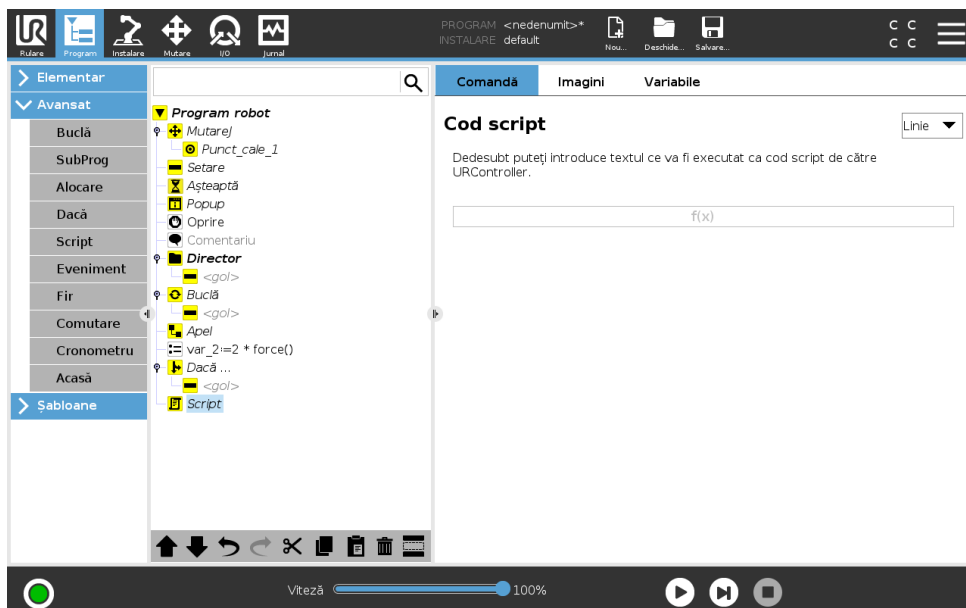 PROGRAM <nedenumit>*
INSTALARE default
Rulare Program Instalare Mutare I/O Jurnal Nou... Deschide... Salvare...
C C
C C
Elementar
Avansat
Buclă
SubProg
Alocare
Dacă
Script
Eveniment
Fir
Comutare
Cronometru
Acasă
Șabloane
Program robot
MutareJ
Punct_cale_1
Setare
Așteaptă
Popup
Oprire
Comentariu
Director
<gol>
Buclă
<gol>
Apel
var_2:=2 * force()
Dacă ...
<gol>
Script
Comandă Imagini Variabile
Cod script
Linie
Dedesubt puteți introduce textul ce va fi executat ca cod script de către
URController.
f(x)
Viteză 100%